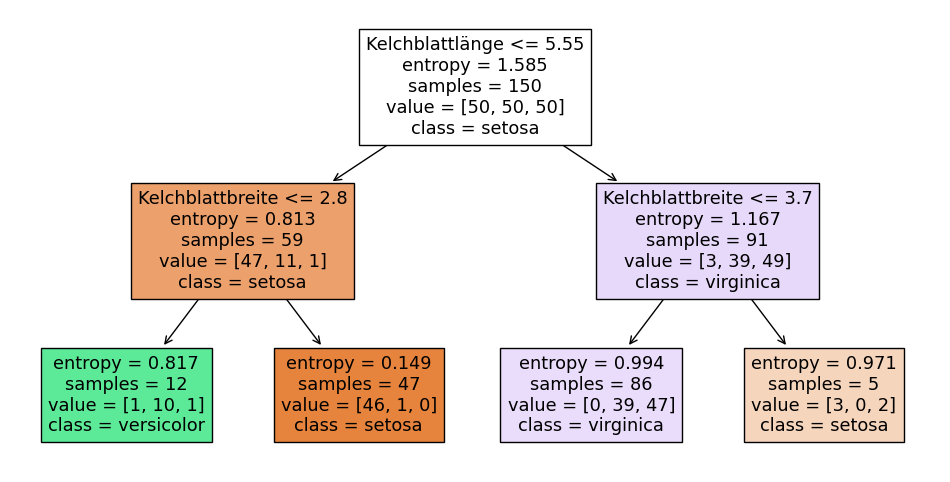 Kelchblattlänge <= 5.55
entropy = 1.585
samples = 150
value = [50, 50, 50]
class = setosa
Kelchblattbreite <= 2.8
entropy = 0.813
samples = 59
value = [47, 11, 1]
class = setosa
Kelchblattbreite <= 3.7
entropy = 1.167
samples = 91
value = [3, 39, 49]
class = virginica
entropy = 0.817
samples = 12
value = [1, 10, 1]
class = versicolor
entropy = 0.149
samples = 47
value = [46, 1, 0]
class = setosa
entropy = 0.994
samples = 86
value = [0, 39, 47]
class = virginica
entropy = 0.971
samples = 5
value = [3, 0, 2]
class = setosa